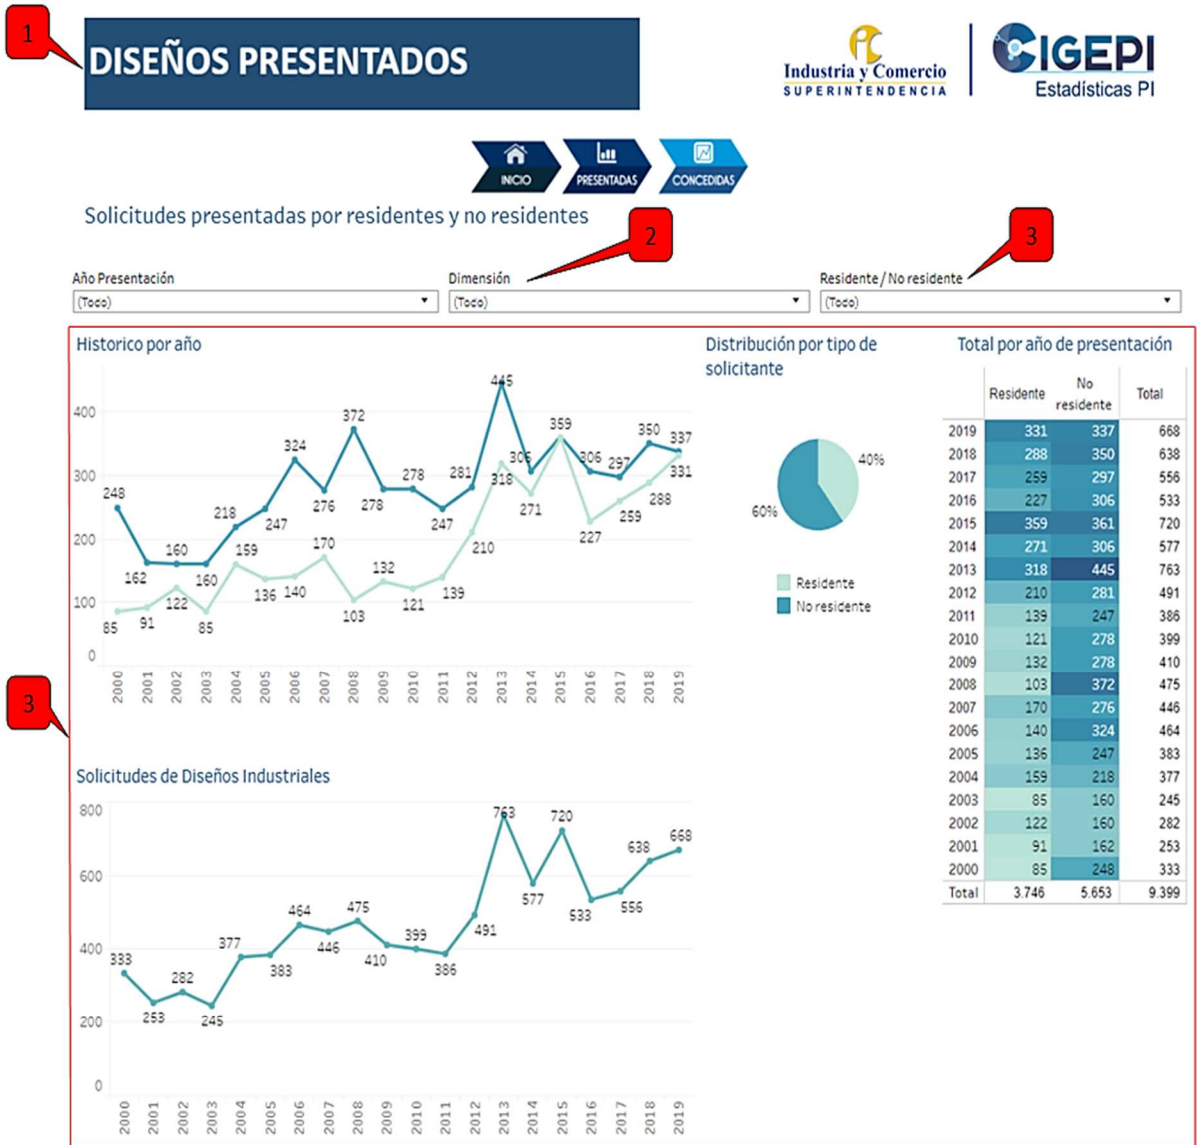 1
DISEÑOS PRESENTADOS
Industria y Comercio
SUPERINTENDENCIA
CIGEPI
Estadísticas PI
INICIO
PRESENTADAS
CONCEDIDAS
Solicitudes presentadas por residentes y no residentes
2
3
Año Presentación
Dimensión
Residente / No residente
(Todo)
(Todo)
(Todo)
3
Historico por año
400
300
200
100
0
248
162
160
160
218
247
324
276
372
278
278
247
281
445
306
359
306
297
350
337
85
91
122
85
159
136
140
170
103
132
121
139
210
318
271
227
259
288
331
2000 2001 2002 2003 2004 2005 2006 2007 2008 2009 2010 2011 2012 2013 2014 2015 2016 2017 2018 2019
Distribución por tipo de
solicitante
40%
60%
Residente
No residente
Total por año de presentación
Residente No residente Total
2019 331 337 668
2018 288 350 638
2017 259 297 556
2016 227 306 533
2015 359 361 720
2014 271 306 577
2013 318 445 763
2012 210 281 491
2011 139 247 386
2010 121 278 399
2009 132 278 410
2008 103 372 475
2007 170 276 446
2006 140 324 464
2005 136 247 383
2004 159 218 377
2003 85 160 245
2002 122 160 282
2001 91 162 253
2000 85 248 333
Total 3.746 5.653 9.399
Solicitudes de Diseños Industriales
800
600
400
200
0
333
253
282
245
377
383
464
446
475
410
399
386
491
763
577
720
533
556
638
668
2000 2001 2002 2003 2004 2005 2006 2007 2008 2009 2010 2011 2012 2013 2014 2015 2016 2017 2018 2019